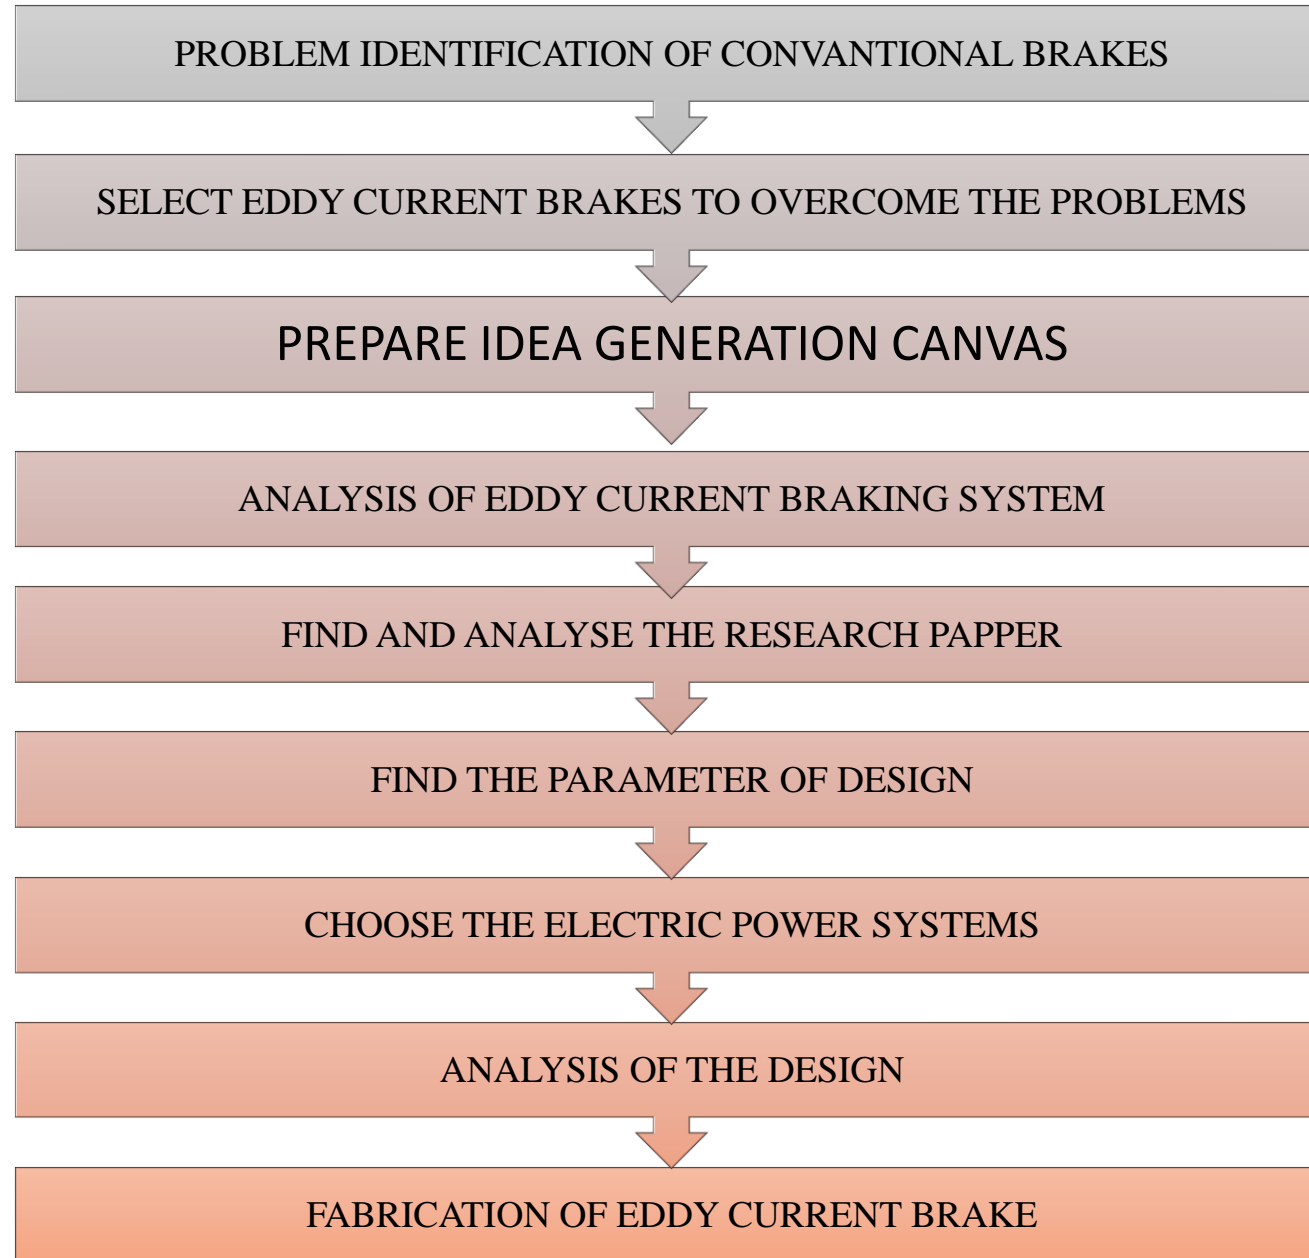 PROBLEM IDENTIFICATION OF CONVANTIONAL BRAKES
SELECT EDDY CURRENT BRAKES TO OVERCOME THE PROBLEMS
PREPARE IDEA GENERATION CANVAS
ANALYSIS OF EDDY CURRENT BRAKING SYSTEM
FIND AND ANALYSE THE RESEARCH PAPPER
FIND THE PARAMETER OF DESIGN
CHOOSE THE ELECTRIC POWER SYSTEMS
ANALYSIS OF THE DESIGN
FABRICATION OF EDDY CURRENT BRAKE